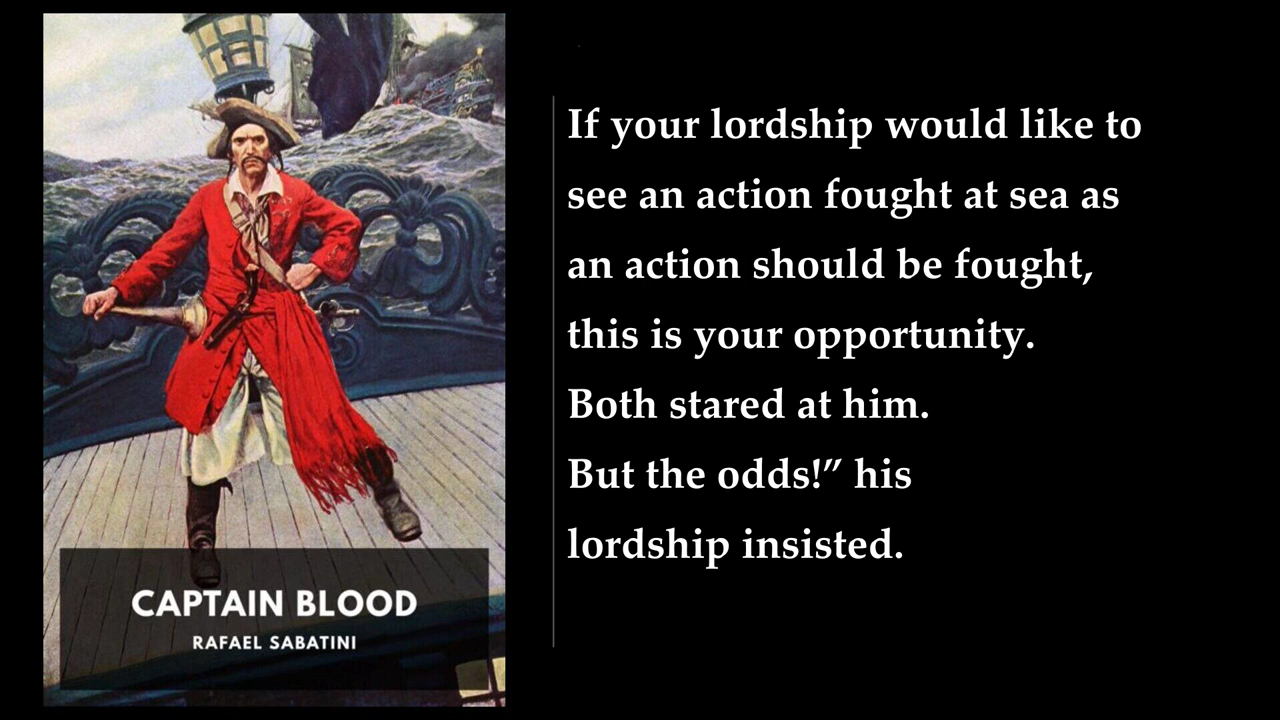 CAPTAIN BLOOD
RAFAEL SABATINI
If your lordship would like to
see an action fought at sea as
an action should be fought,
this is your opportunity.
Both stared at him.
But the odds!” his
lordship insisted.